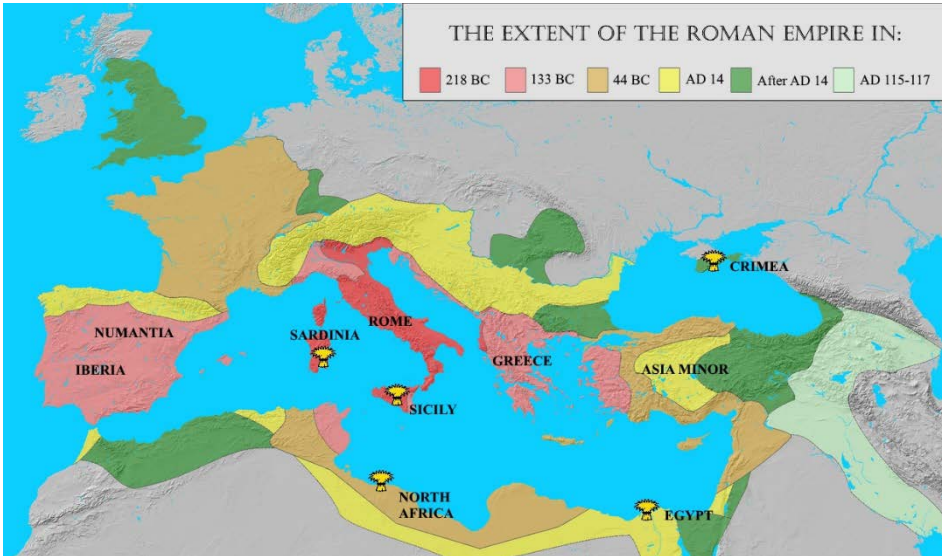 THE EXTENT OF THE ROMAN EMPIRE IN:
218 BC 133 BC 44 BC AD 14 After AD 14 AD 115-117
CRIMEA
NUMANTIA
SARDINIA
ROME
IBERIA
GREECE
ASIA MINOR
SICILY
NORTH
AFRICA
EGYPT